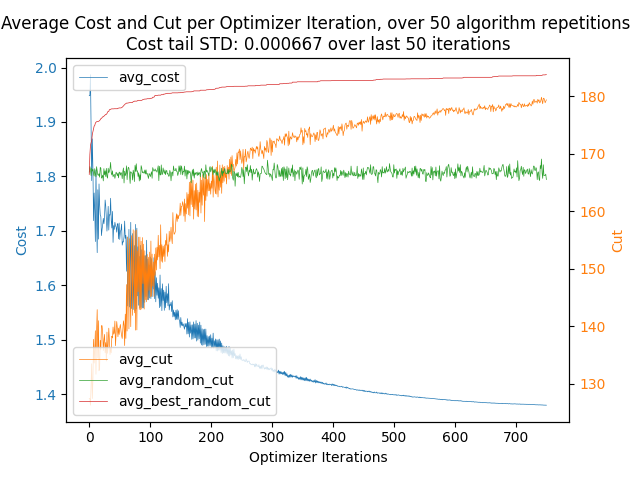 Average Cost and Cut per Optimizer Iteration, over 50 algorithm repetitions
Cost tail STD: 0.000667 over last 50 iterations
avg_cost
2.0
1.9
1.8
1.7
1.6
1.5
1.4
Cost
180
170
160
150
140
130
Cut
avg_cut
avg_random_cut
avg_best_random_cut
0 100 200 300 400 500 600 700
Optimizer Iterations